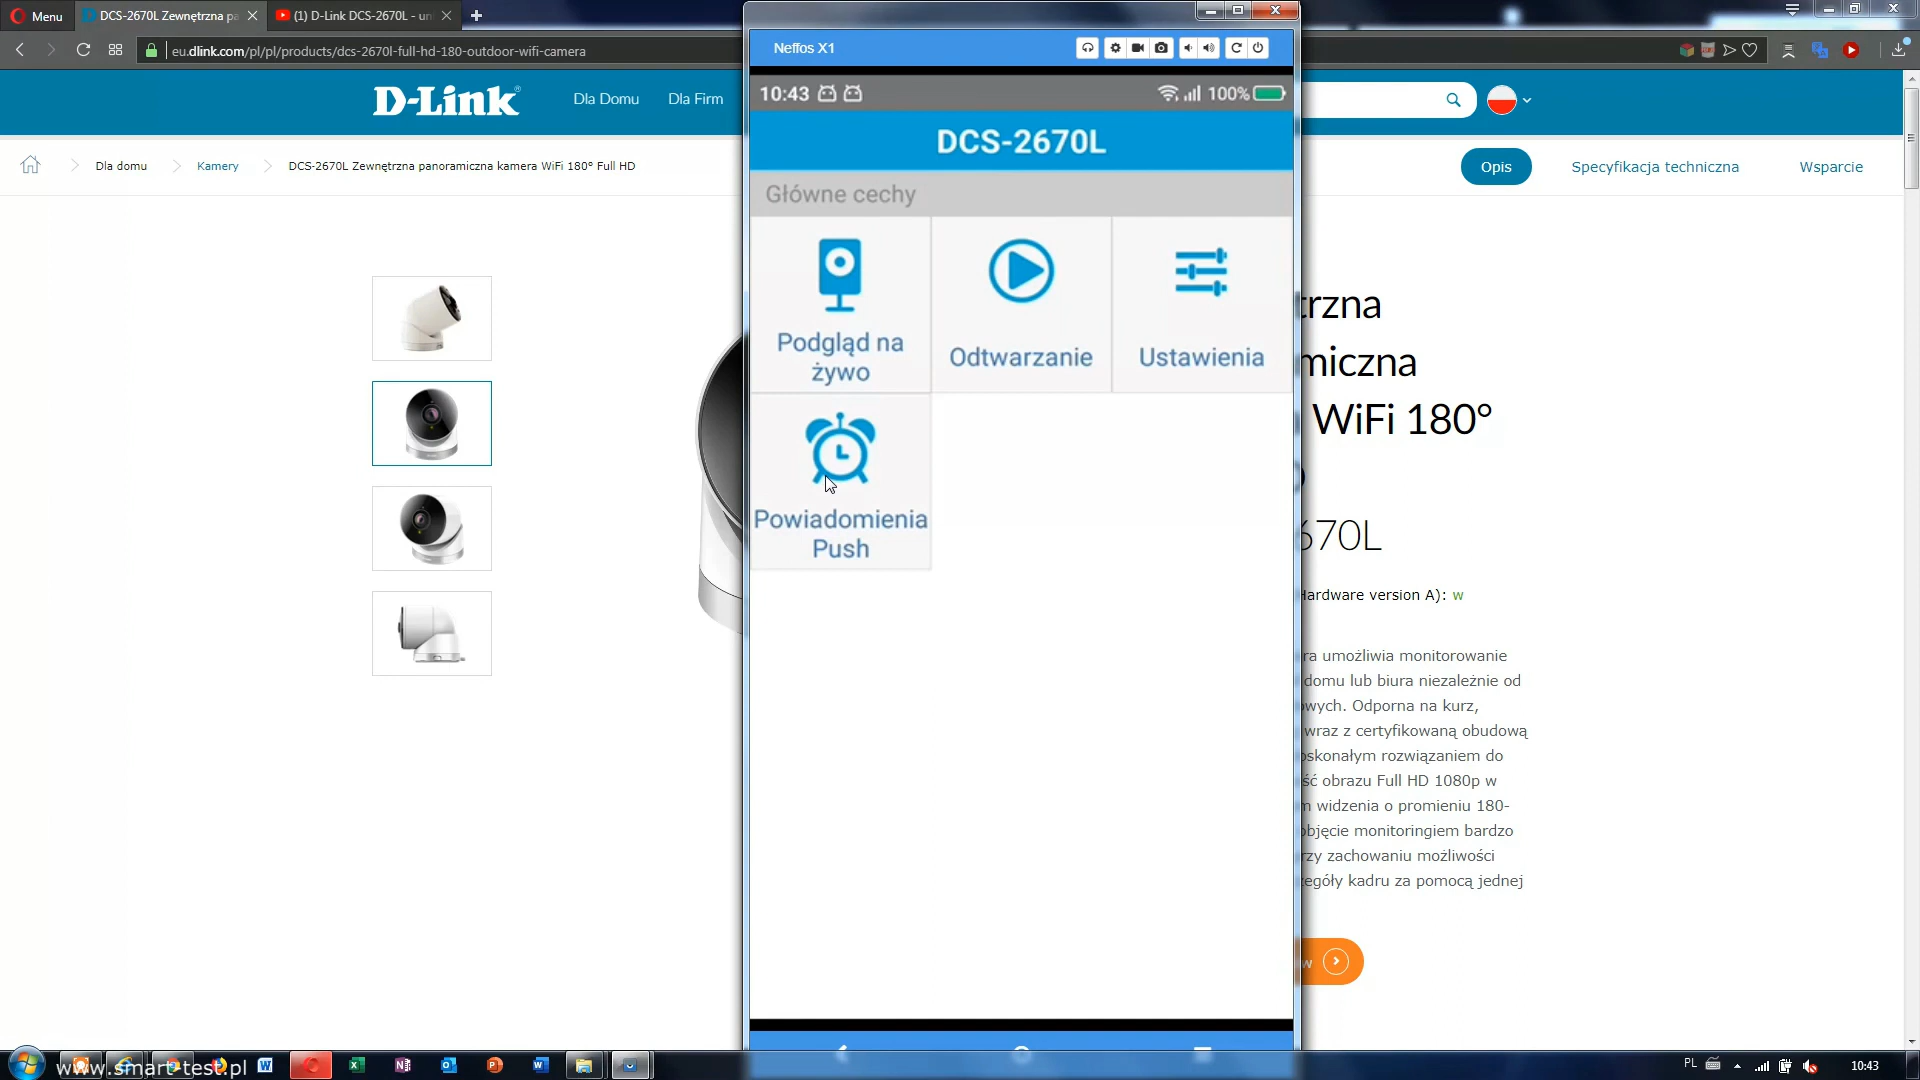 Menu
DCS-2670L Zewnętrzna pa
(1) D-Link DCS-2670L - un
eu.dlink.com/pl/pl/products/dcs-2670l-full-hd-180-outdoor-wifi-camera
D-Link
Dla Domu
Dla Firm
Dla domu
Kamery
DCS-2670L Zewnętrzna panoramiczna kamera WiFi 180° Full HD
Opis
Specyfikacja techniczna
Wsparcie
Neffos X1
10:43
100%
DCS-2670L
Główne cechy
Podgląd na
żywo
Odtwarzanie
Ustawienia
Powiadomienia
Push
trzna
miczna
WiFi 180°
670L
Hardware version A): w
ra umożliwia monitorowanie
domu lub biura niezależnie od
owych. Odporna na kurz,
wraz z certyfikowaną obudową
oskonałym rozwiązaniem do
ść obrazu Full HD 1080p w
m widzenia o promieniu 180-
objęcie monitoringiem bardzo
rzy zachowaniu możliwości
zegóły kadru za pomocą jednej
w
www.smart-test.pl
PL
10:43